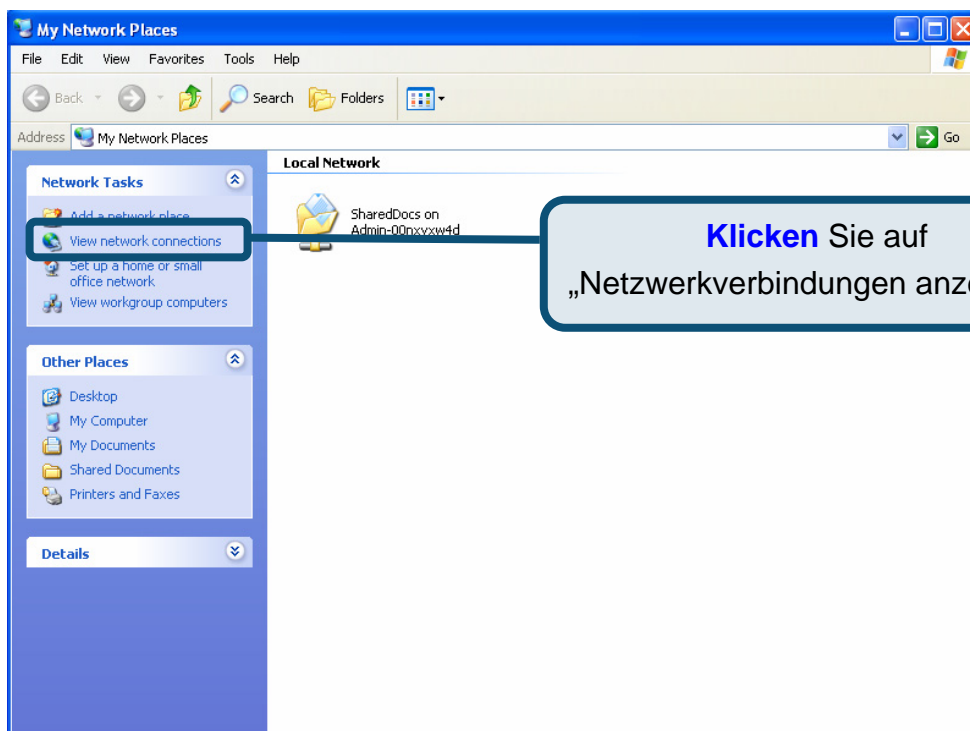 My Network Places
File Edit View Favorites Tools Help
Back Search Folders
Address My Network Places Go
Network Tasks
Add a network place
View network connections
Set up a home or small
office network
View workgroup computers
Other Places
Desktop
My Computer
My Documents
Shared Documents
Printers and Faxes
Details
Local Network
SharedDocs on
Admin-00nxvxw4d
Klicken Sie auf
„Netzwerkverbindungen